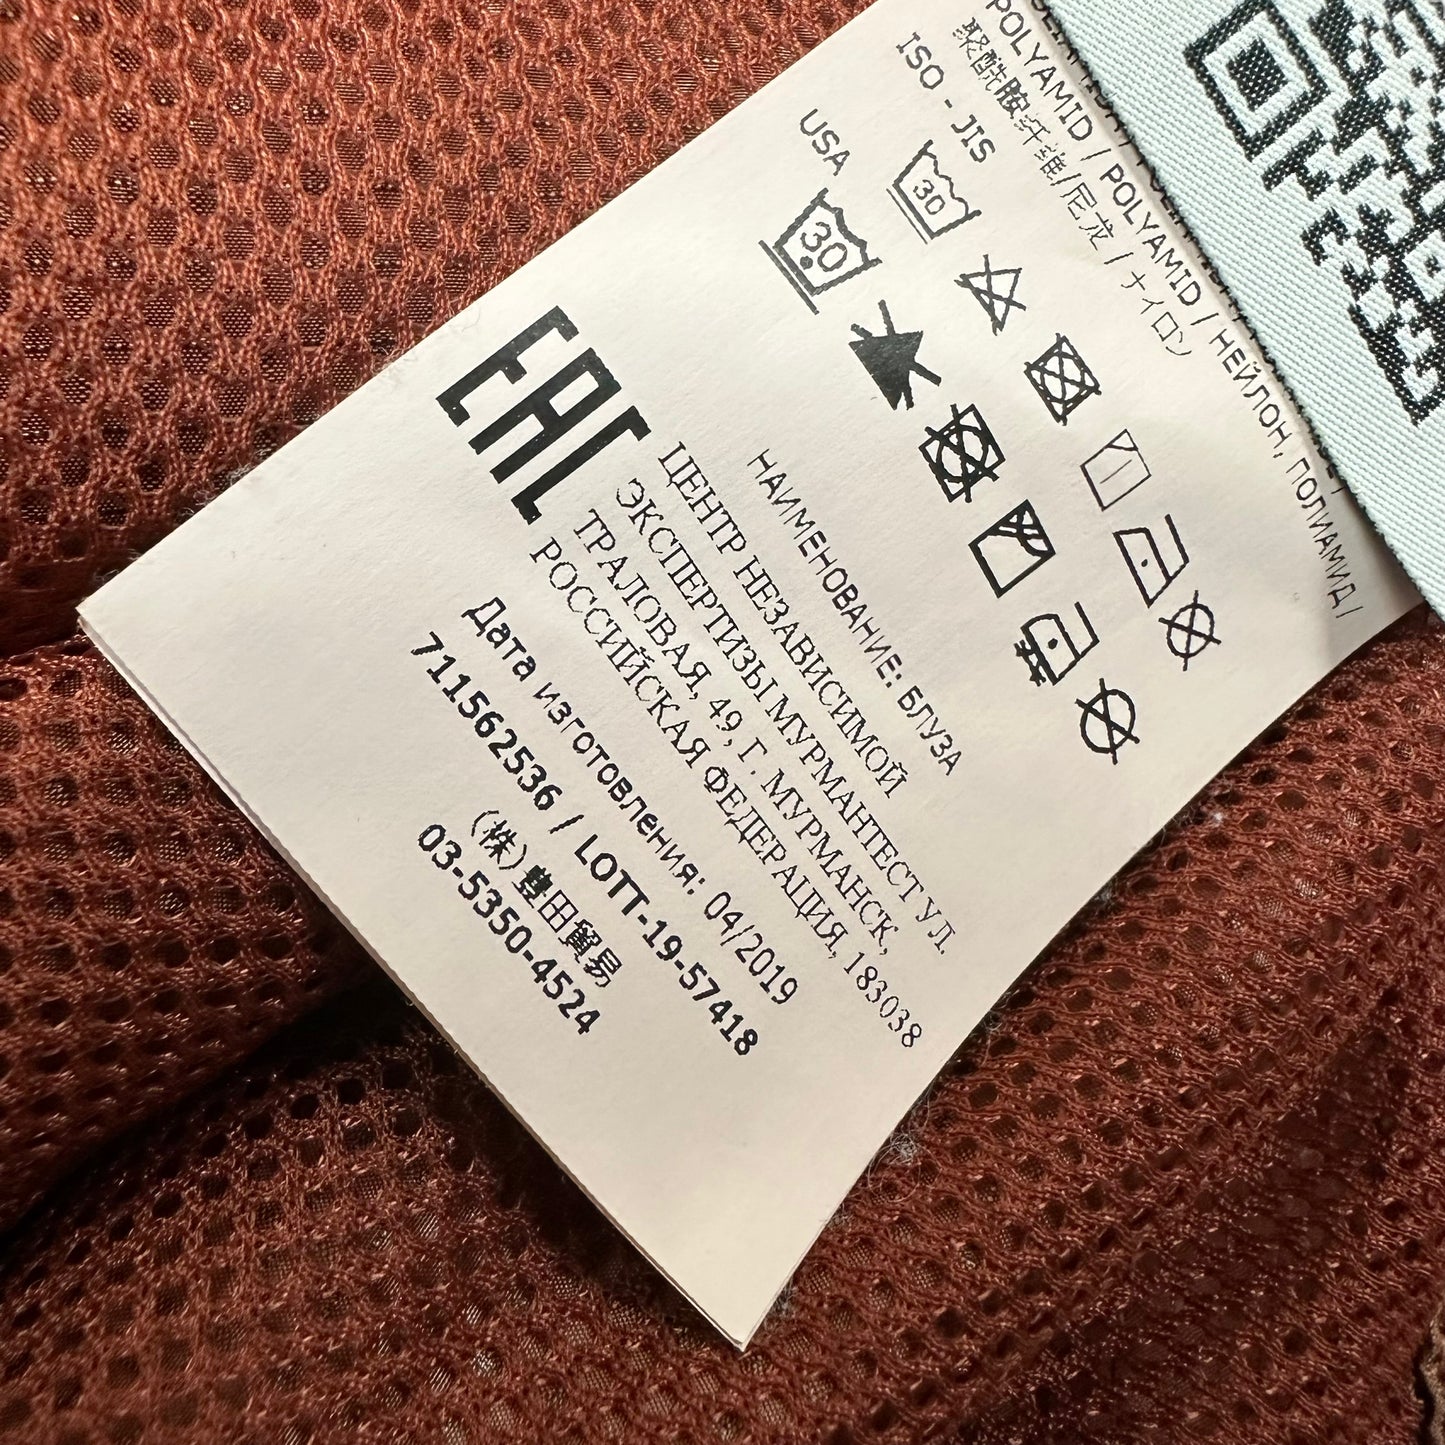 POLYAMID / POLYAMID / НЕЙЛОН, ПОЛИАМИД /
聚酰胺纤维/尼龙 / ナイロン
ISO - JIS
30
USA
30
EAC
НАИМЕНОВАНИЕ: БЛУЗА
ЦЕНТР НЕЗАВИСИМОЙ
ЭКСПЕРТИЗЫ МУРМАНТЕСТ УЛ.
ТРАЛОВАЯ, 49, Г. МУРМАНСК,
РОССИЙСКАЯ ФЕДЕРАЦИЯ, 183038
Дата изготовления: 04/2019
711562536 / LOTT-19-57418
(株)豊田貿易
03-5350-4524